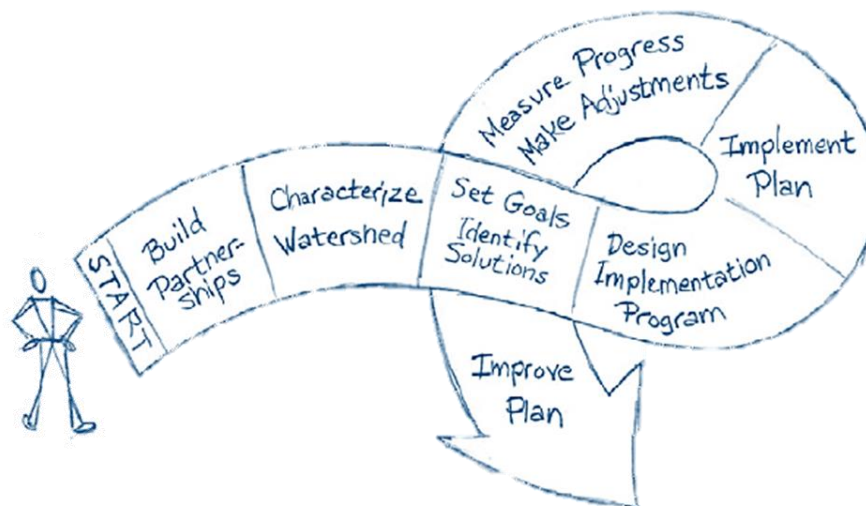 START
Build
Partner-
ships
Characterize
Watershed
Set Goals
Identify
Solutions
Design
Implementation
Program
Implement
Plan
Measure Progress
Make Adjustments
Improve
Plan